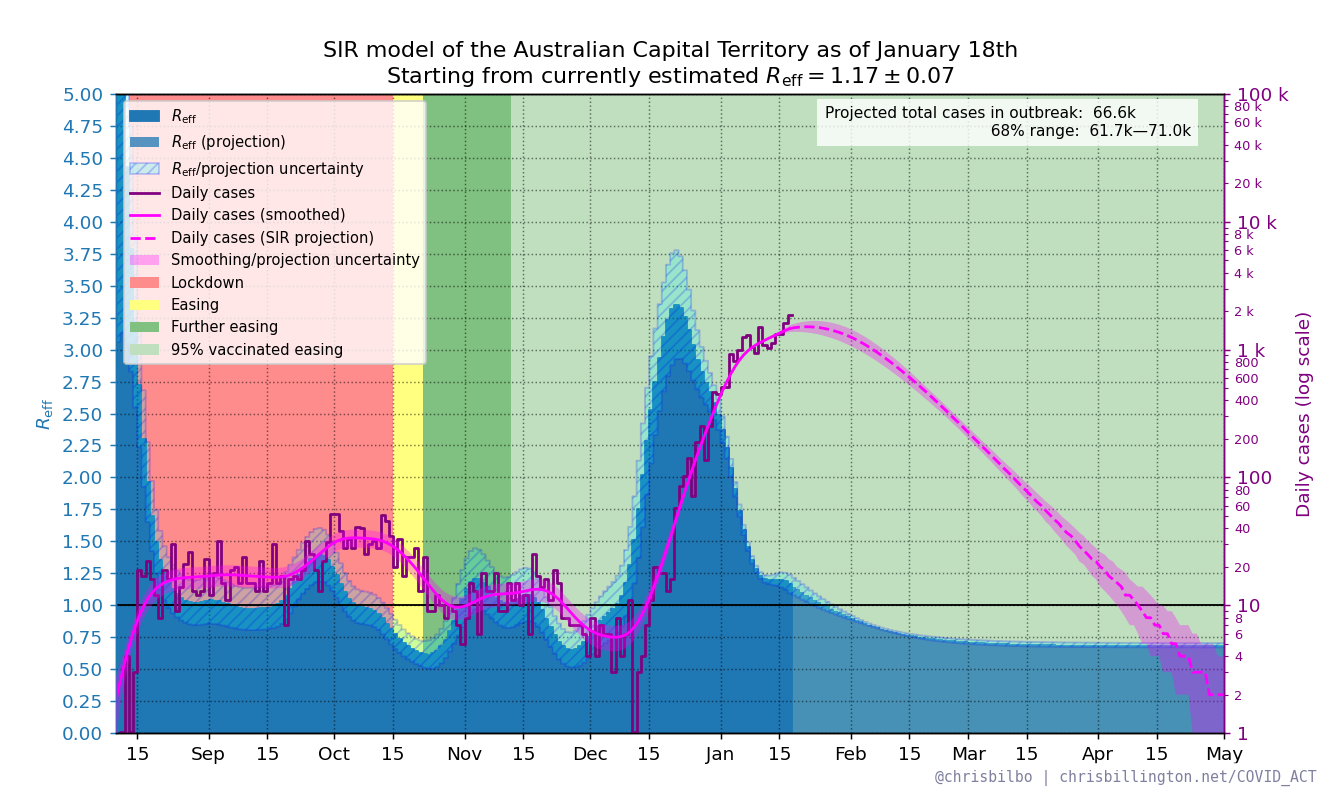 SIR model of the Australian Capital Territory as of January 18th
Starting from currently estimated Reff = 1.17 ± 0.07
Projected total cases in outbreak: 66.6k
68% range: 61.7k—71.0k
Reff
Reff (projection)
Reff/projection uncertainty
Daily cases
Daily cases (smoothed)
Daily cases (SIR projection)
Smoothing/projection uncertainty
Lockdown
Easing
Further easing
95% vaccinated easing
Reff
5.00
4.75
4.50
4.25
4.00
3.75
3.50
3.25
3.00
2.75
2.50
2.25
2.00
1.75
1.50
1.25
1.00
0.75
0.50
0.25
0.00
100 k
80 k
60 k
40 k
20 k
10 k
8 k
6 k
4 k
2 k
1 k
800
600
400
200
100
80
60
40
20
10
8
6
4
2
1
Daily cases (log scale)
15 Sep 15 Oct 15 Nov 15 Dec 15 Jan 15 Feb 15 Mar 15 Apr 15 May
@chrisbilbo | chrisbillington.net/COVID_ACT